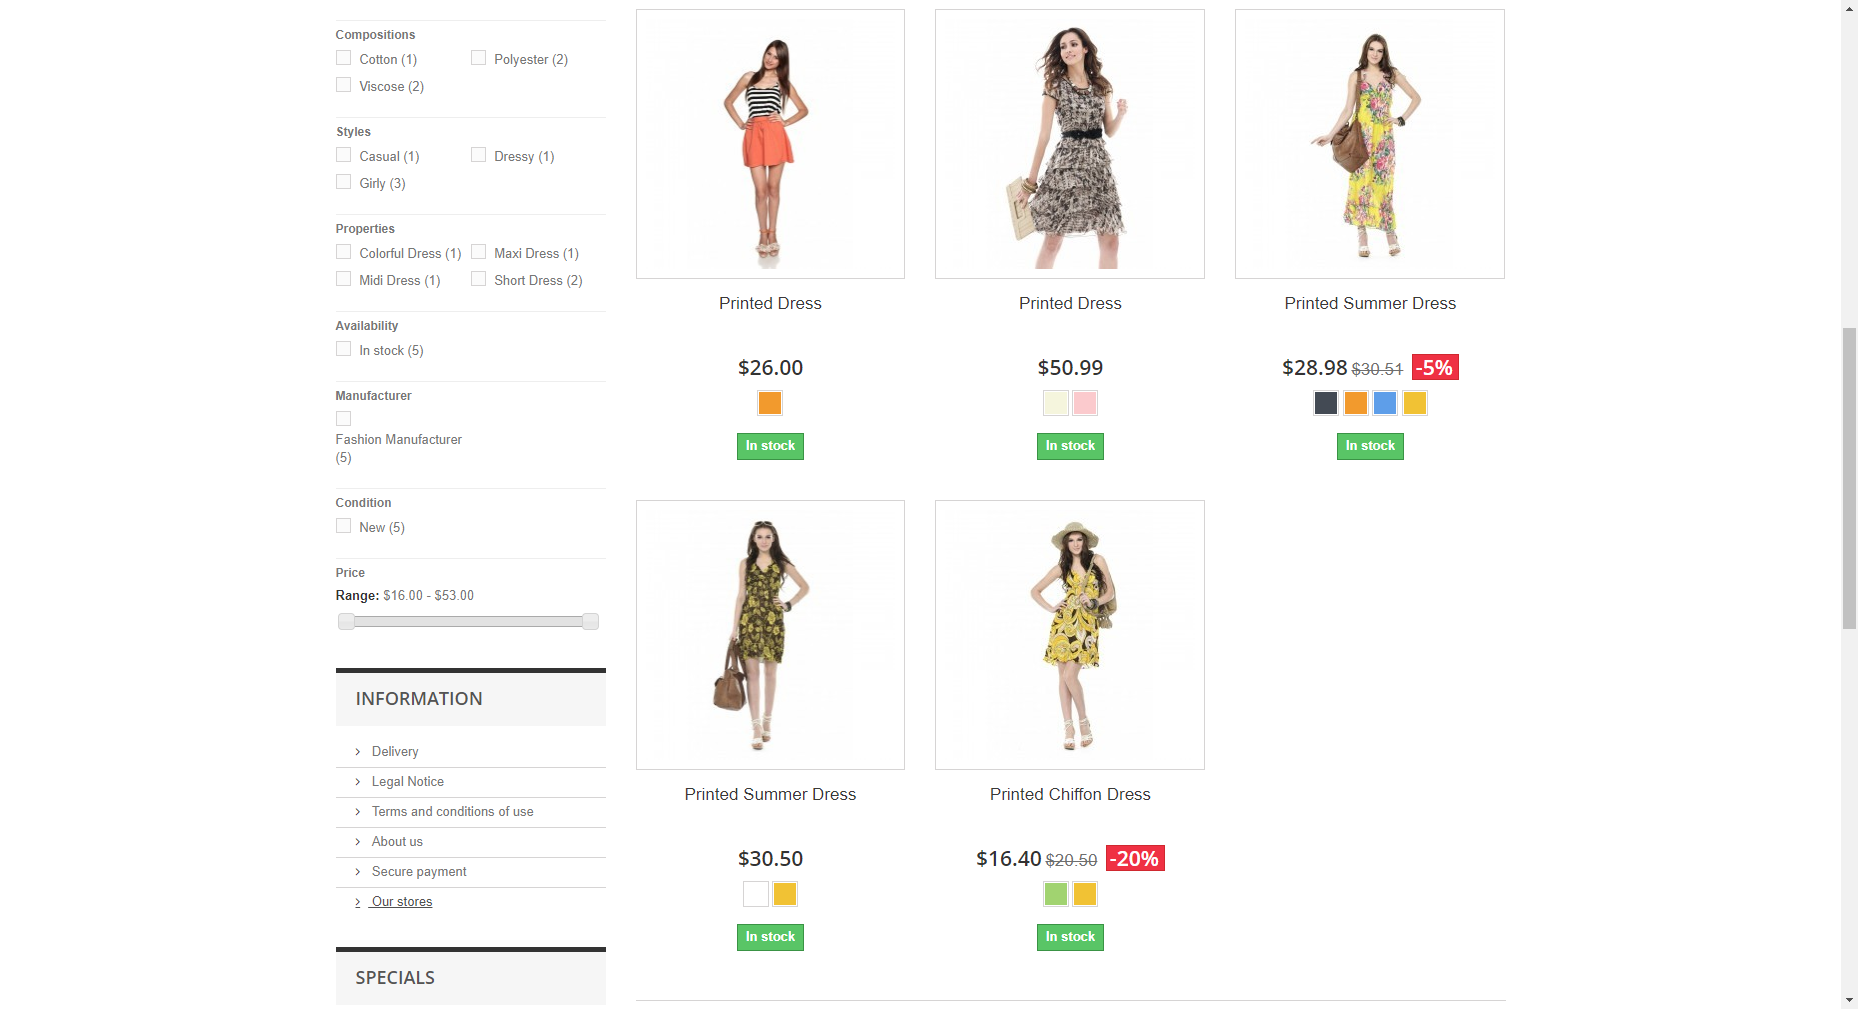 Compositions
Cotton (1)
Polyester (2)
Viscose (2)
Styles
Casual (1)
Dressy (1)
Girly (3)
Properties
Colorful Dress (1)
Maxi Dress (1)
Midi Dress (1)
Short Dress (2)
Availability
In stock (5)
Manufacturer
Fashion Manufacturer
(5)
Condition
New (5)
Price
Range: $16.00 - $53.00
INFORMATION
Delivery
Legal Notice
Terms and conditions of use
About us
Secure payment
Our stores
SPECIALS
Printed Dress
$26.00
In stock
Printed Dress
$50.99
In stock
Printed Summer Dress
$28.98 $30.51 -5%
In stock
Printed Summer Dress
$30.50
In stock
Printed Chiffon Dress
$16.40 $20.50 -20%
In stock